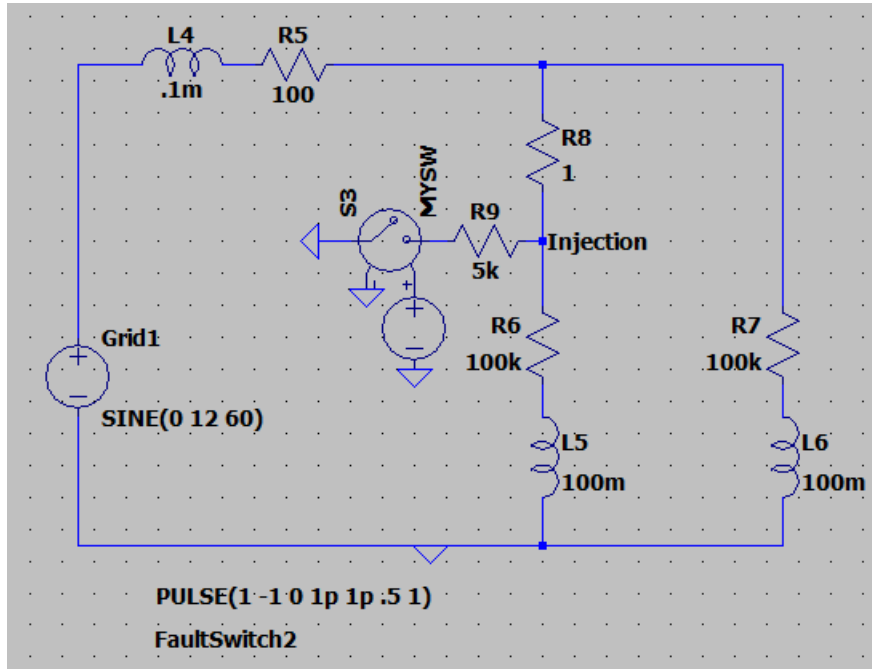 L4
R5
.1m
100
R8
1
S3
MYSW
R9
5k
Injection
Grid1
SINE(0 12 60)
R6
100k
R7
100k
L5
100m
L6
100m
PULSE(1 -1 0 1p 1p .5 1)
FaultSwitch2